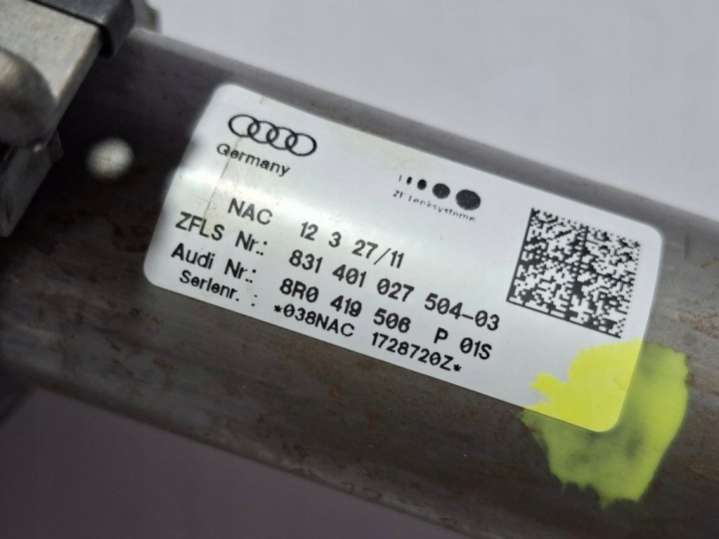 Germany
ZF Lenksysteme
NAC 12 3 27/11
ZFLS Nr.: 831 401 027 504-03
Audi Nr.: 8R0 419 506 P 01S
Serienr. : *038NAC 1728720Z*